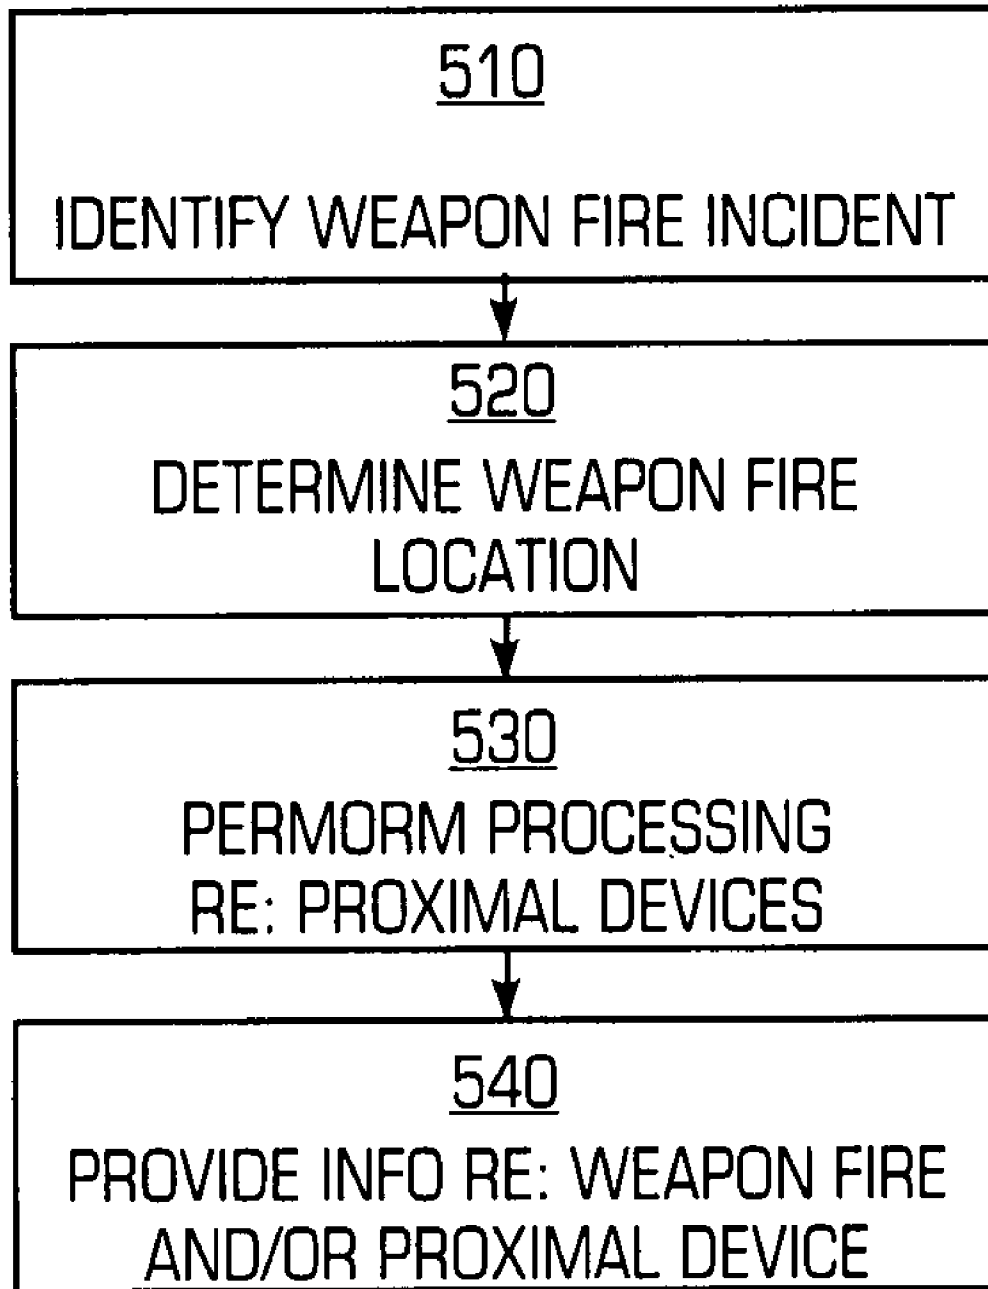 510
IDENTIFY WEAPON FIRE INCIDENT
520
DETERMINE WEAPON FIRE
LOCATION
530
PERMORM PROCESSING
RE: PROXIMAL DEVICES
540
PROVIDE INFO RE: WEAPON FIRE
AND/OR PROXIMAL DEVICE